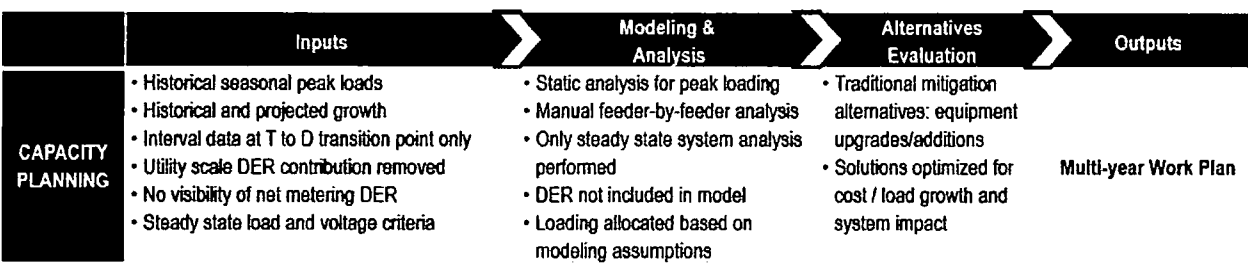 Inputs
Modeling &
Analysis
Alternatives
Evaluation
Outputs
CAPACITY
PLANNING
• Historical seasonal peak loads
• Historical and projected growth
• Interval data at T to D transition point only
• Utility scale DER contribution removed
• No visibility of net metering DER
• Steady state load and voltage criteria
• Static analysis for peak loading
• Manual feeder-by-feeder analysis
• Only steady state system analysis
performed
• DER not included in model
• Loading allocated based on
modeling assumptions
• Traditional mitigation
alternatives: equipment
upgrades/additions
• Solutions optimized for
cost / load growth and
system impact
Multi-year Work Plan